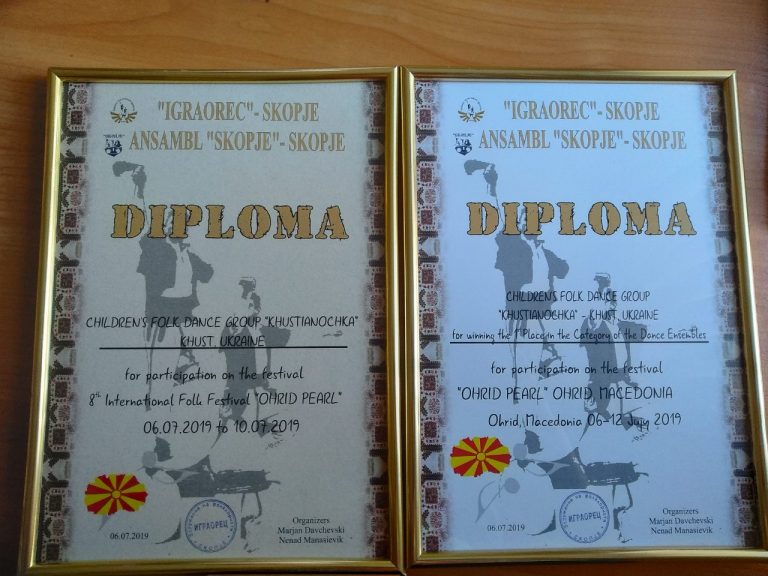 "IGRAOREC"- SKOPJE
ANSAMBL "SKOPJE"- SKOPJE
DIPLOMA
CHILDREN'S FOLK DANCE GROUP "KHUSTIANOCHKA"
KHUST, UKRAINE
for participation on the festival
8th International Folk Festival "OHRID PEARL"
06.07.2019 to 10.07.2019
06.07.2019
ИГРАОРЕЦ
Organizers
Marjan Davchevski
Nenad Manasievik
"IGRAOREC"- SKOPJE
ANSAMBL "SKOPJE"- SKOPJE
DIPLOMA
CHILDREN'S FOLK DANCE GROUP
"KHUSTIANOCHKA" - KHUST, UKRAINE
for winning the 1st Place in the Category of the Dance Ensembles
for participation on the festival
"OHRID PEARL" OHRID, MACEDONIA
Ohrid, Macedonia 06-12 July 2019
06.07.2019
ИГРАОРЕЦ
Organizers
Marjan Davchevski
Nenad Manasievik